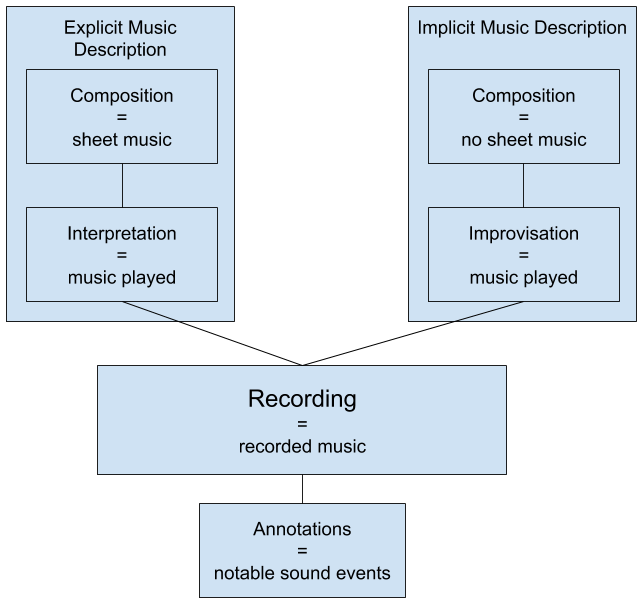 Explicit Music
Description
Composition
=
sheet music
Interpretation
=
music played
Implicit Music Description
Composition
=
no sheet music
Improvisation
=
music played
Recording
=
recorded music
Annotations
=
notable sound events